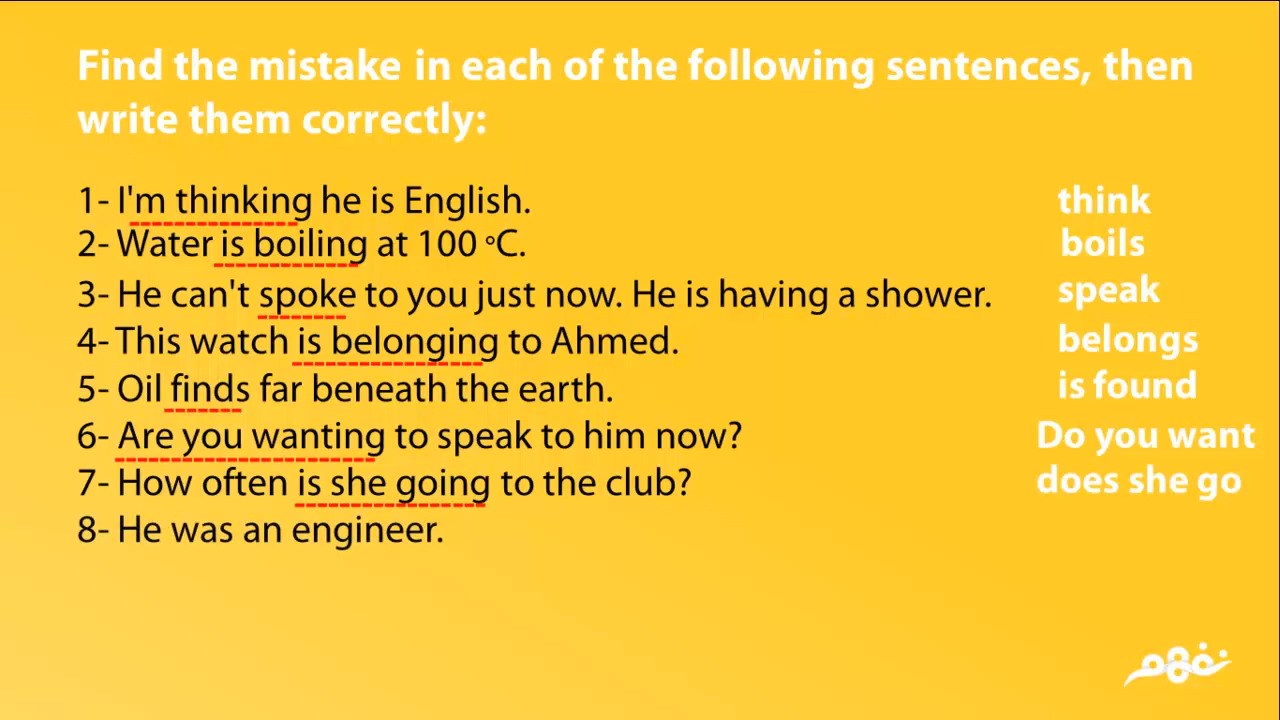 Find the mistake in each of the following sentences, then
write them correctly:
1- I'm thinking he is English. think
2- Water is boiling at 100 °C. boils
3- He can't spoke to you just now. He is having a shower. speak
4- This watch is belonging to Ahmed. belongs
5- Oil finds far beneath the earth. is found
6- Are you wanting to speak to him now? Do you want
7- How often is she going to the club? does she go
8- He was an engineer.
نفهم